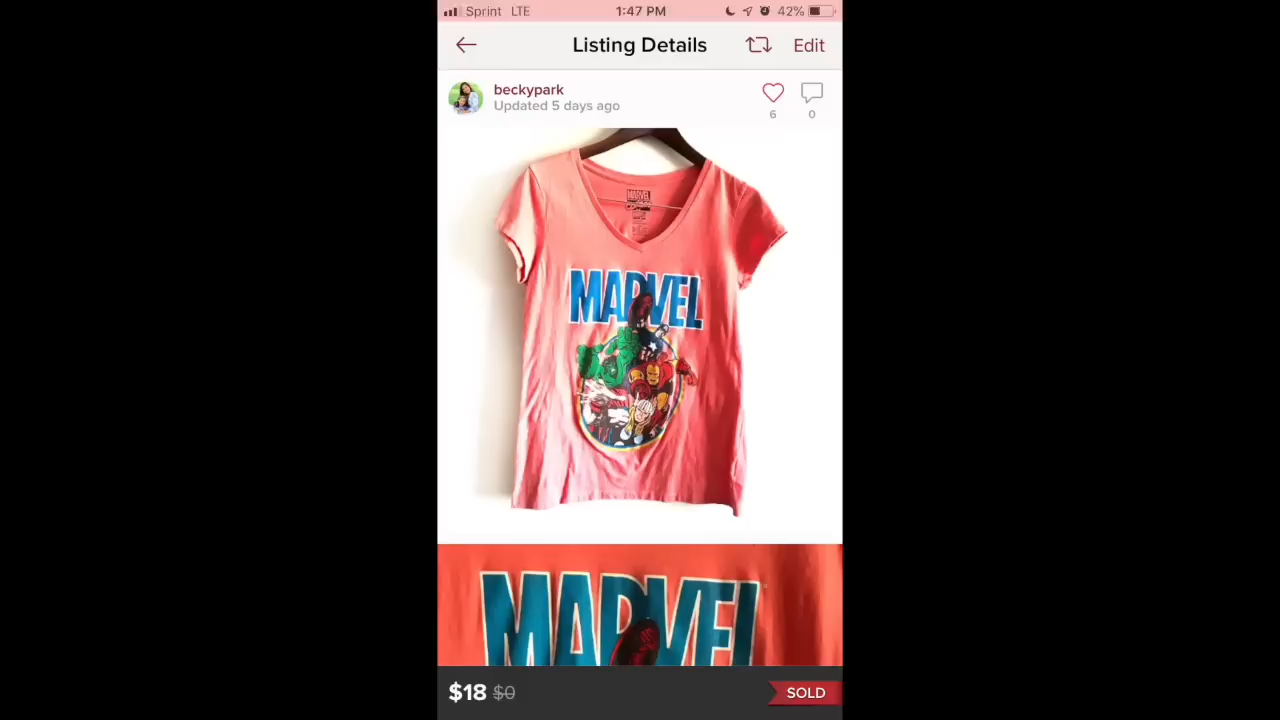 Sprint LTE 1:47 PM 42%
Listing Details Edit
beckypark
Updated 5 days ago
6 0
MARVEL
MARVEL
MARVEL
$18 $0 SOLD